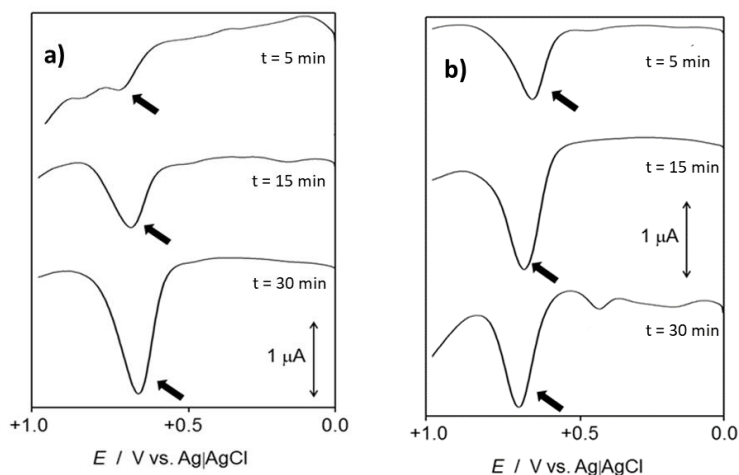 a)
t = 5 min
t = 15 min
t = 30 min
1 µA
+1.0 +0.5 0.0
E / V vs. Ag|AgCl
b)
t = 5 min
t = 15 min
1 µA
t = 30 min
+1.0 +0.5 0.0
E / V vs. Ag|AgCl